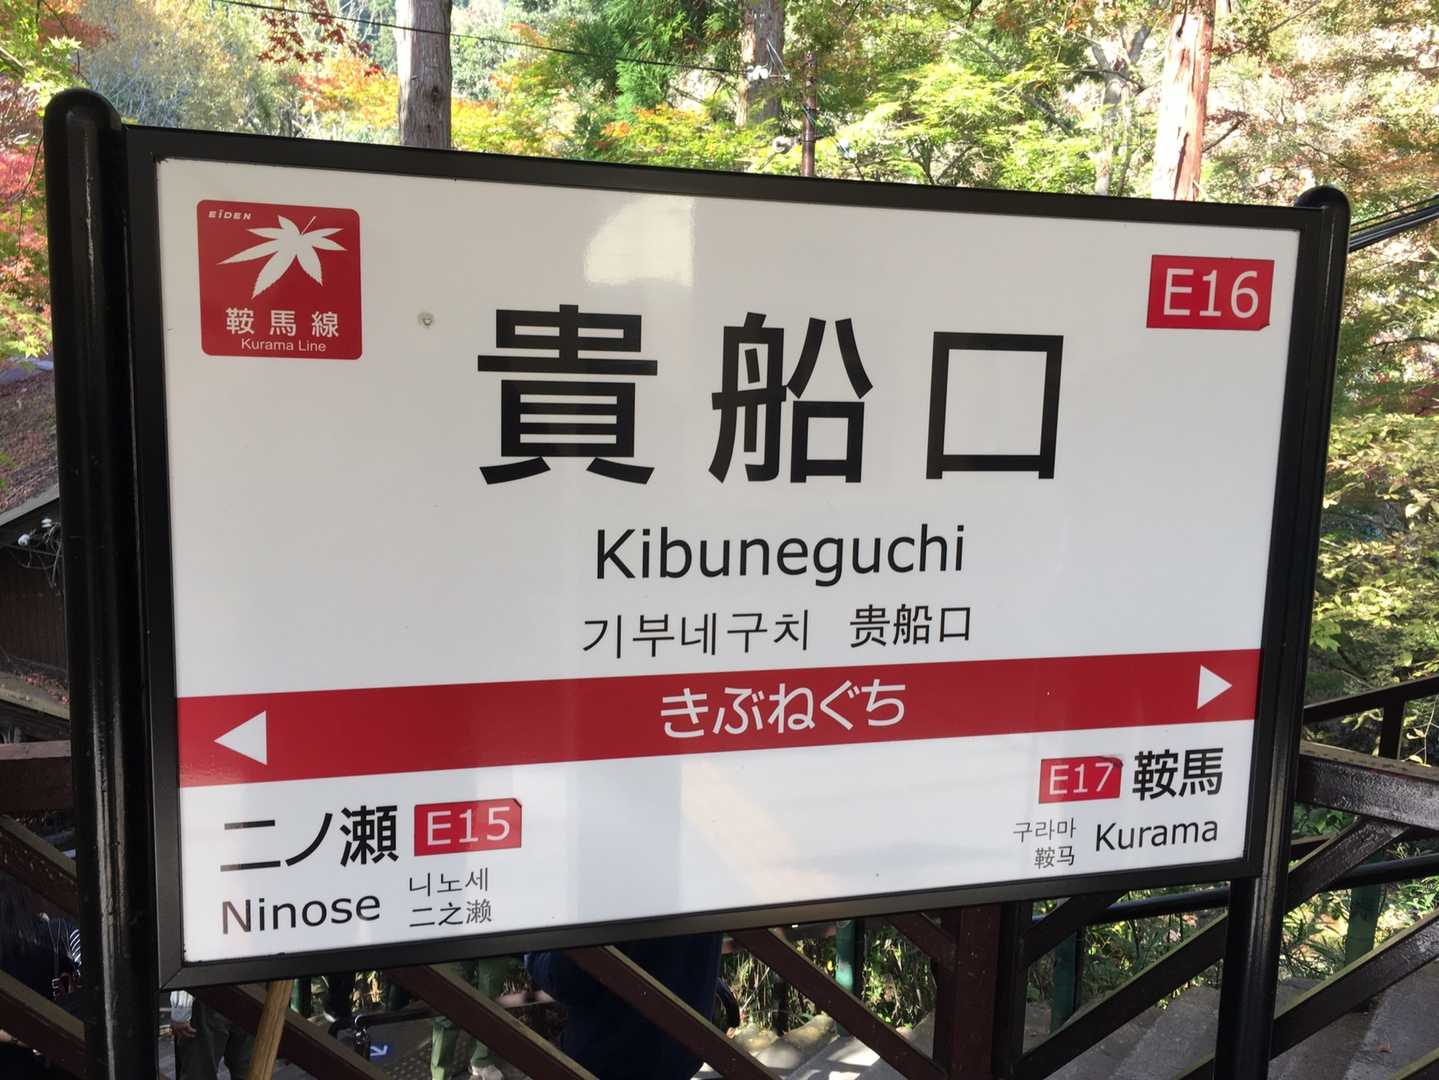 EiDEN
鞍馬線
Kurama Line
E16
貴船口
Kibuneguchi
기부네구치 贵船口
きぶねぐち
二ノ瀬 E15
Ninose
니노세
二之濑
E17 鞍馬
구라마
鞍马
Kurama